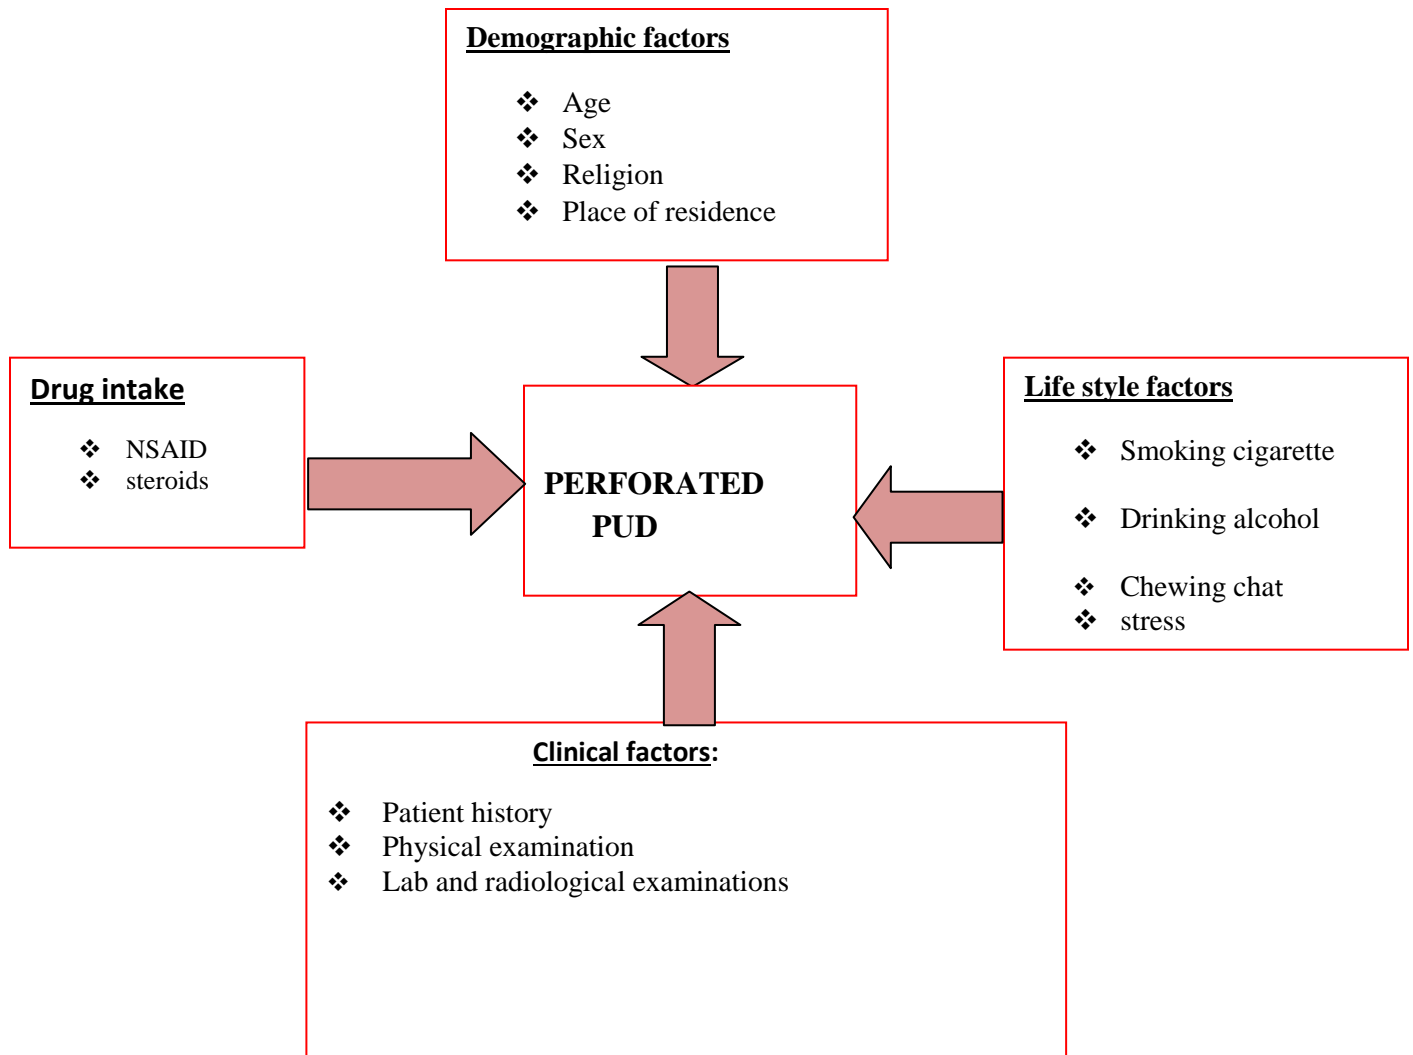 Demographic factors
❖ Age
❖ Sex
❖ Religion
❖ Place of residence
Drug intake
❖ NSAID
❖ steroids
PERFORATED
PUD
Life style factors
❖ Smoking cigarette
❖ Drinking alcohol
❖ Chewing chat
❖ stress
Clinical factors:
❖ Patient history
❖ Physical examination
❖ Lab and radiological examinations